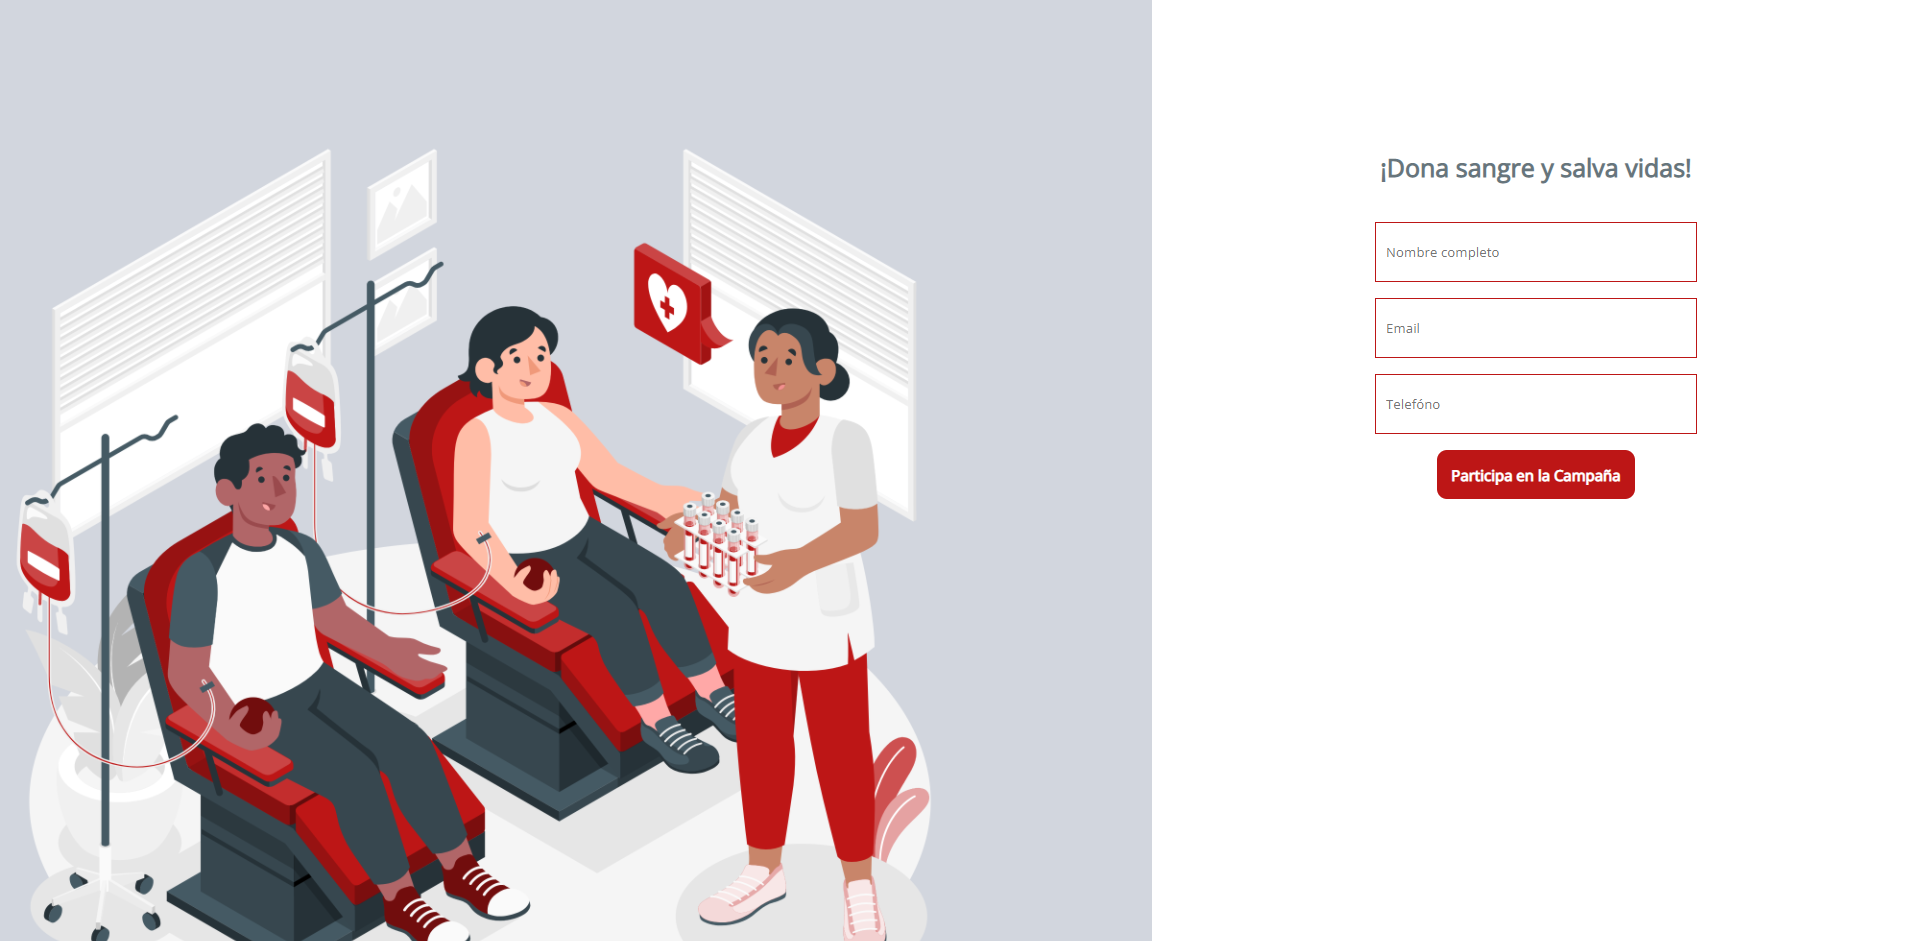 ¡Dona sangre y salva vidas!
Nombre completo
Email
Telefóno
Participa en la Campaña